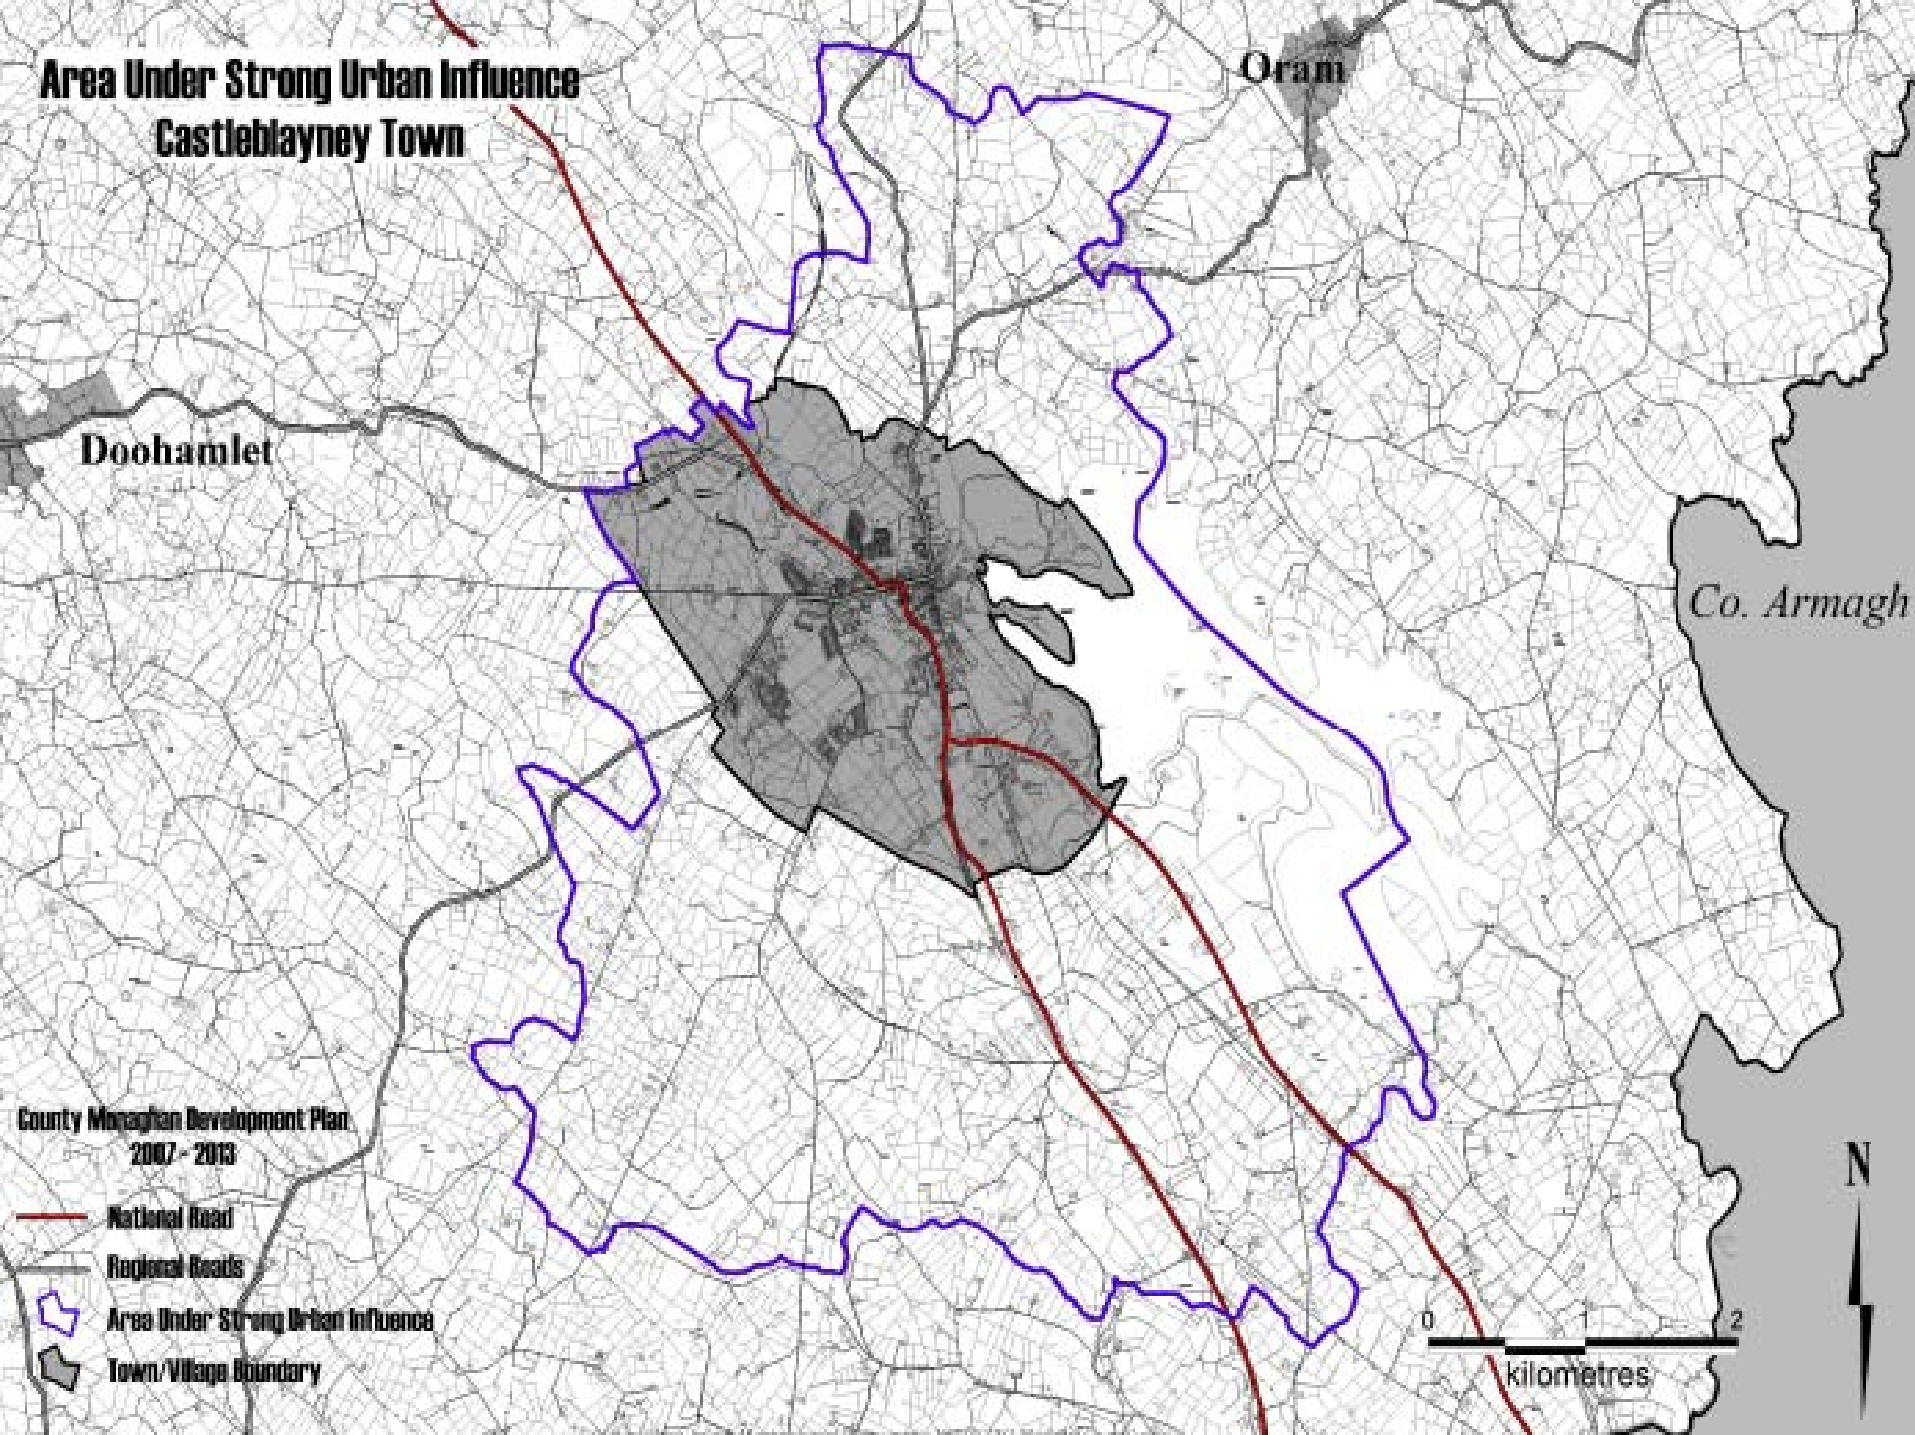 Area Under Strong Urban Influence
Castleblayney Town
Oram
Doohamlet
Co. Armagh
County Monaghan Development Plan
2007 - 2013
National Road
Regional Roads
Area Under Strong Urban Influence
Town/Village Boundary
N
0 1 2
kilometres